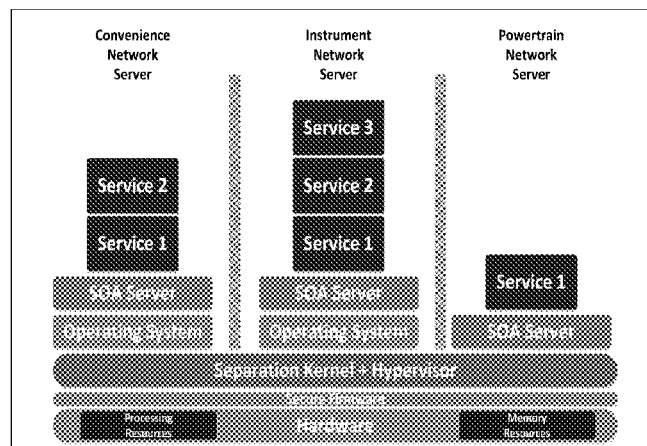 Convenience
Network
Server
Instrument
Network
Server
Powertrain
Network
Server
Service 3
Service 2
Service 2
Service 1
Service 1
Service 1
SOA Server
SOA Server
Operating System
Operating System
SOA Server
Separation Kernel + Hypervisor
Secure Firmware
Processing
Resources
Hardware
Memory
Resources